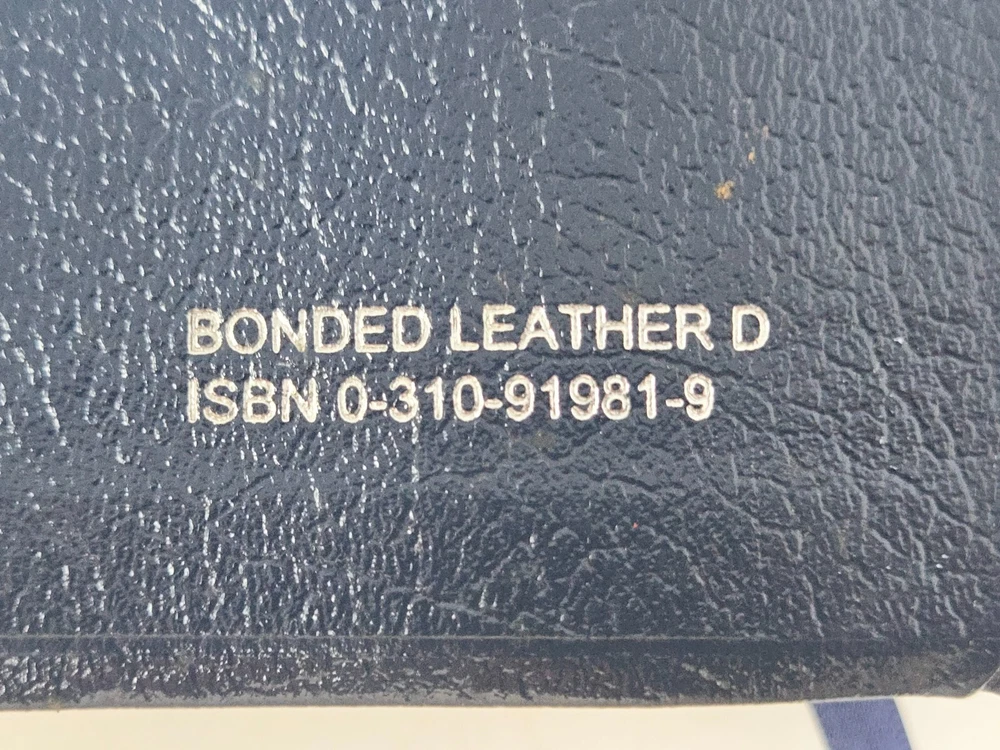 BONDED LEATHER D
ISBN 0-310-91981-9